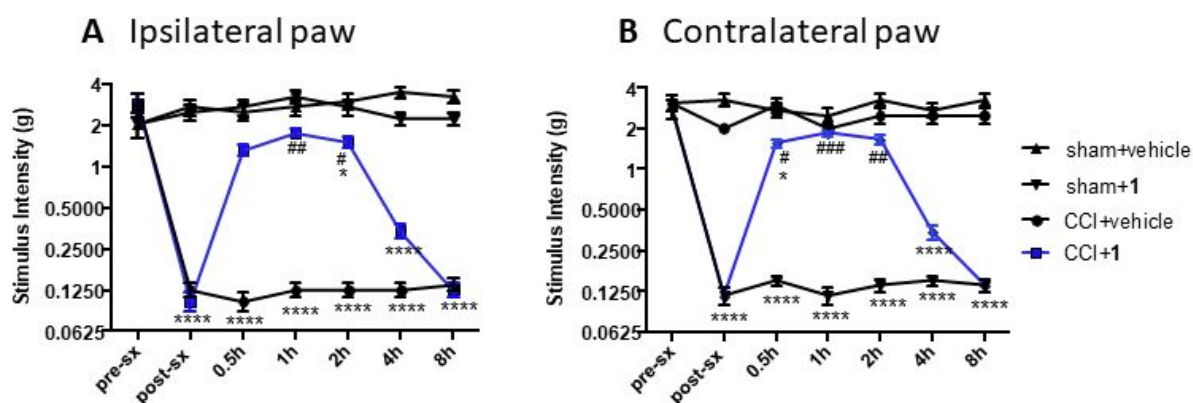 A Ipsilateral paw
Stimulus Intensity (g)
4
2
1
0.5000
0.2500
0.1250
0.0625
##
#
*
****
****
****
****
****
****
****
pre-sx
post-sx
0.5h
1h
2h
4h
8h
B Contralateral paw
Stimulus Intensity (g)
4
2
1
0.5000
0.2500
0.1250
0.0625
#
*
###
##
****
****
****
****
****
****
****
pre-sx
post-sx
0.5h
1h
2h
4h
8h
sham+vehicle
sham+1
CCI+vehicle
CCI+1